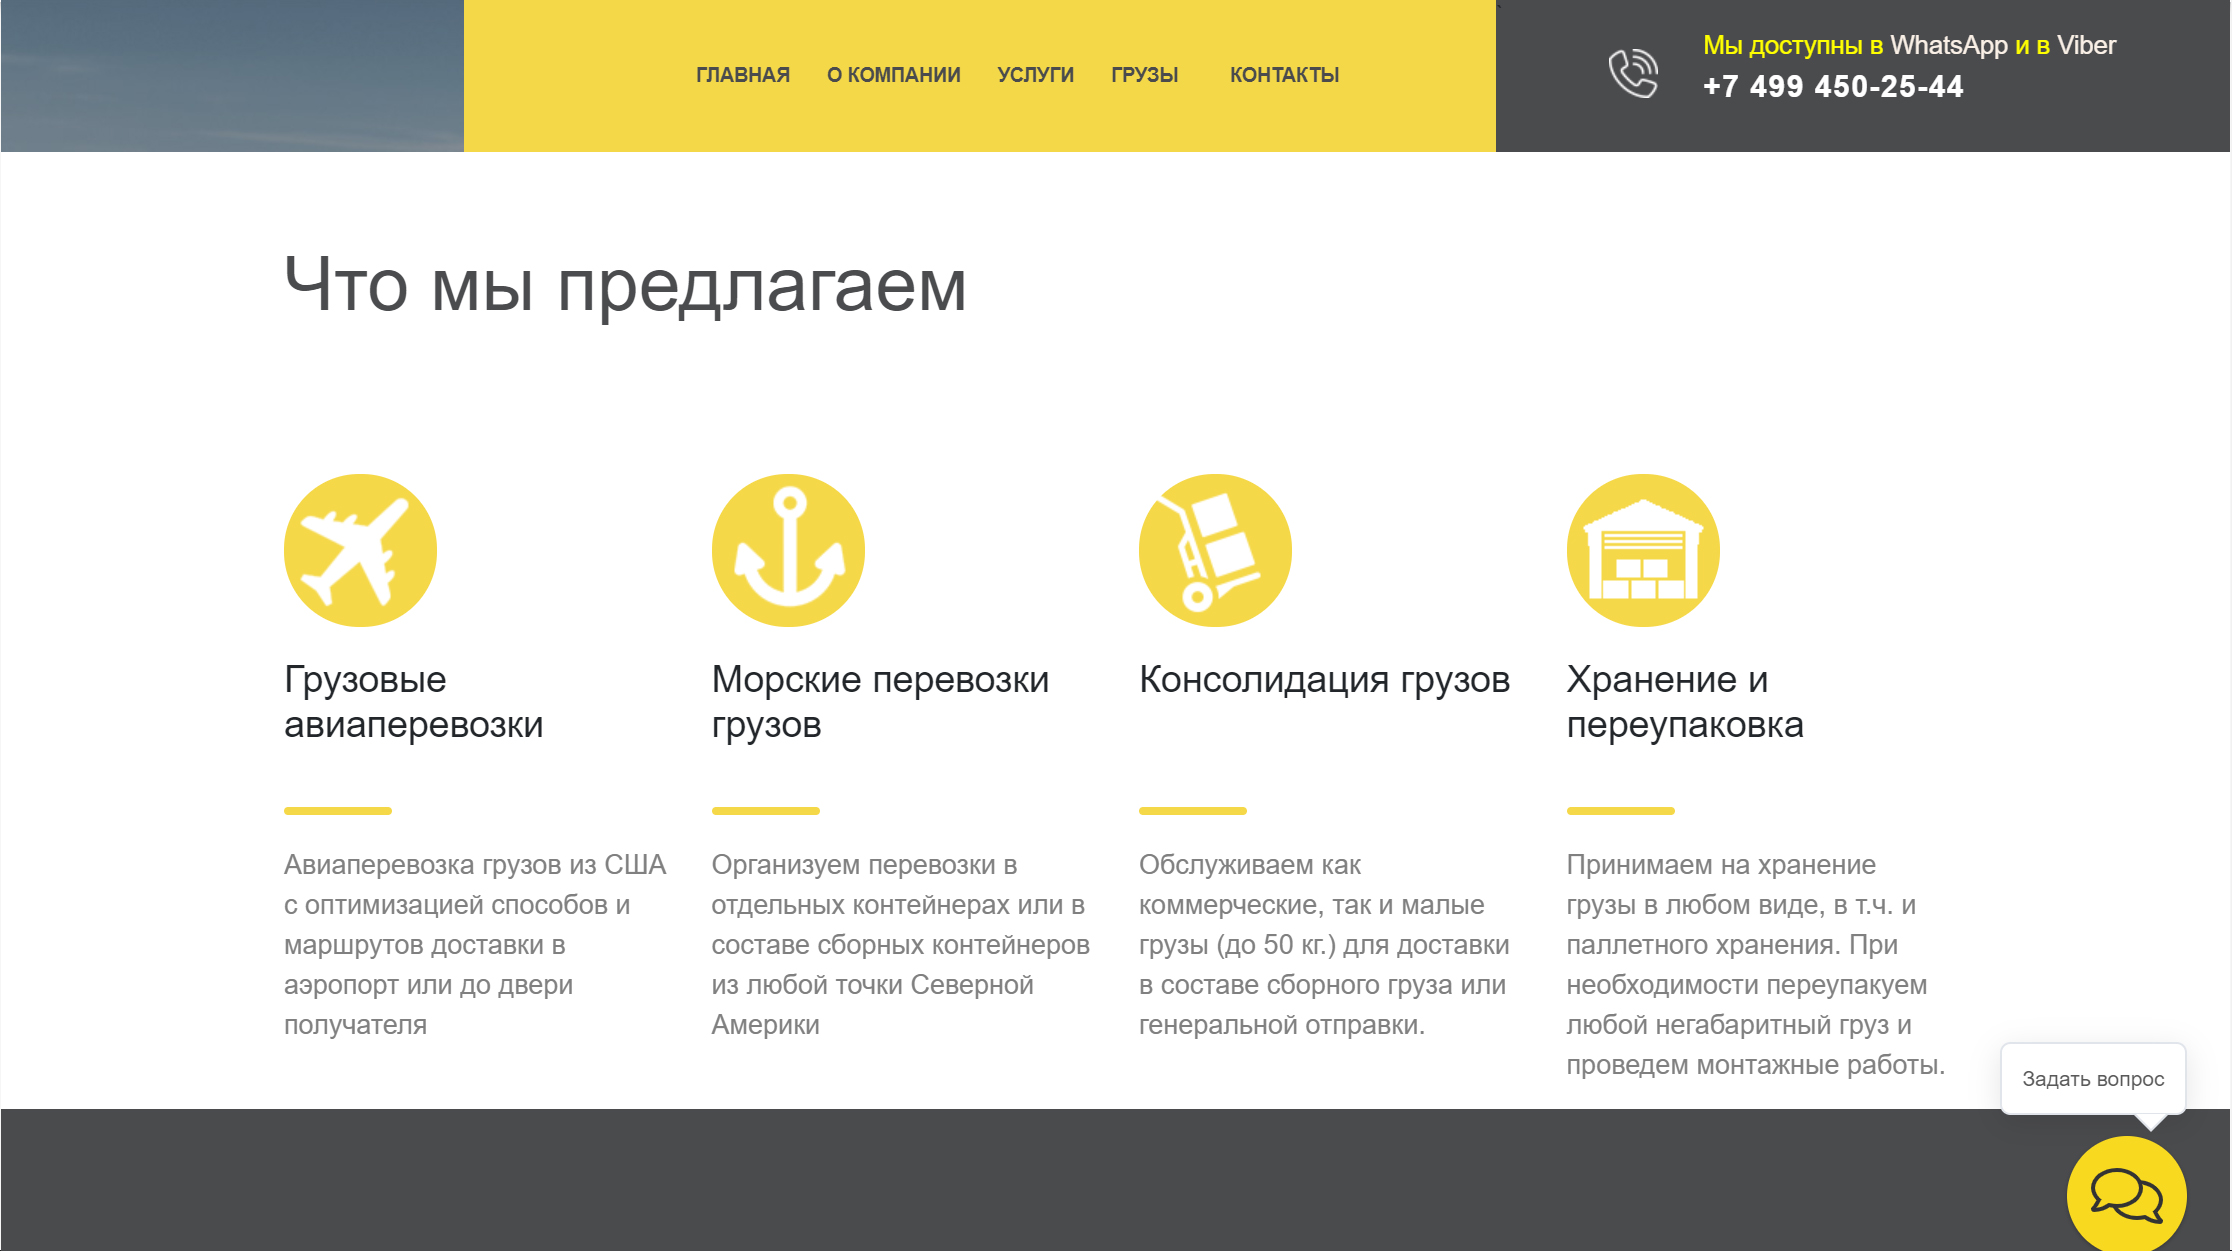 ГЛАВНАЯ О КОМПАНИИ УСЛУГИ ГРУЗЫ КОНТАКТЫ
Мы доступны в WhatsApp и в Viber
+7 499 450-25-44
Что мы предлагаем
Грузовые
авиаперевозки
Авиаперевозка грузов из США
с оптимизацией способов и
маршрутов доставки в
аэропорт или до двери
получателя
Морские перевозки
грузов
Организуем перевозки в
отдельных контейнерах или в
составе сборных контейнеров
из любой точки Северной
Америки
Консолидация грузов
Обслуживаем как
коммерческие, так и малые
грузы (до 50 кг.) для доставки
в составе сборного груза или
генеральной отправки.
Хранение и
переупаковка
Принимаем на хранение
грузы в любом виде, в т.ч. и
паллетного хранения. При
необходимости переупакуем
любой негабаритный груз и
проведем монтажные работы.
Задать вопрос